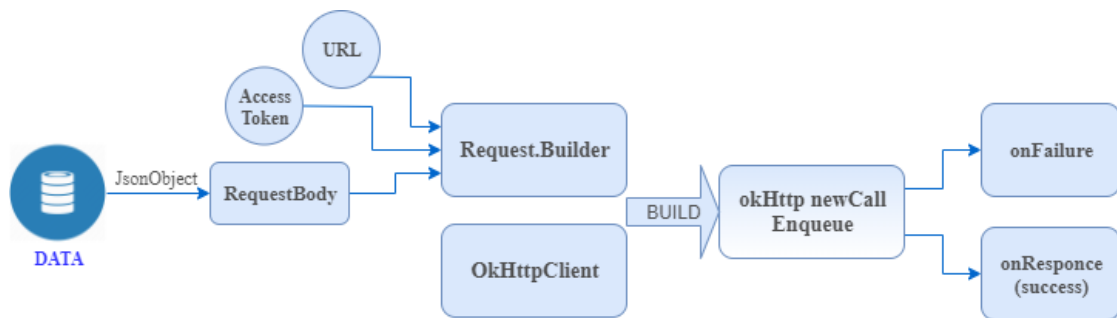 URL
Access
Token
Request.Builder
JsonObject
RequestBody
DATA
OkHttpClient
BUILD
okHttp newCall
Enqueue
onFailure
onResponce
(success)